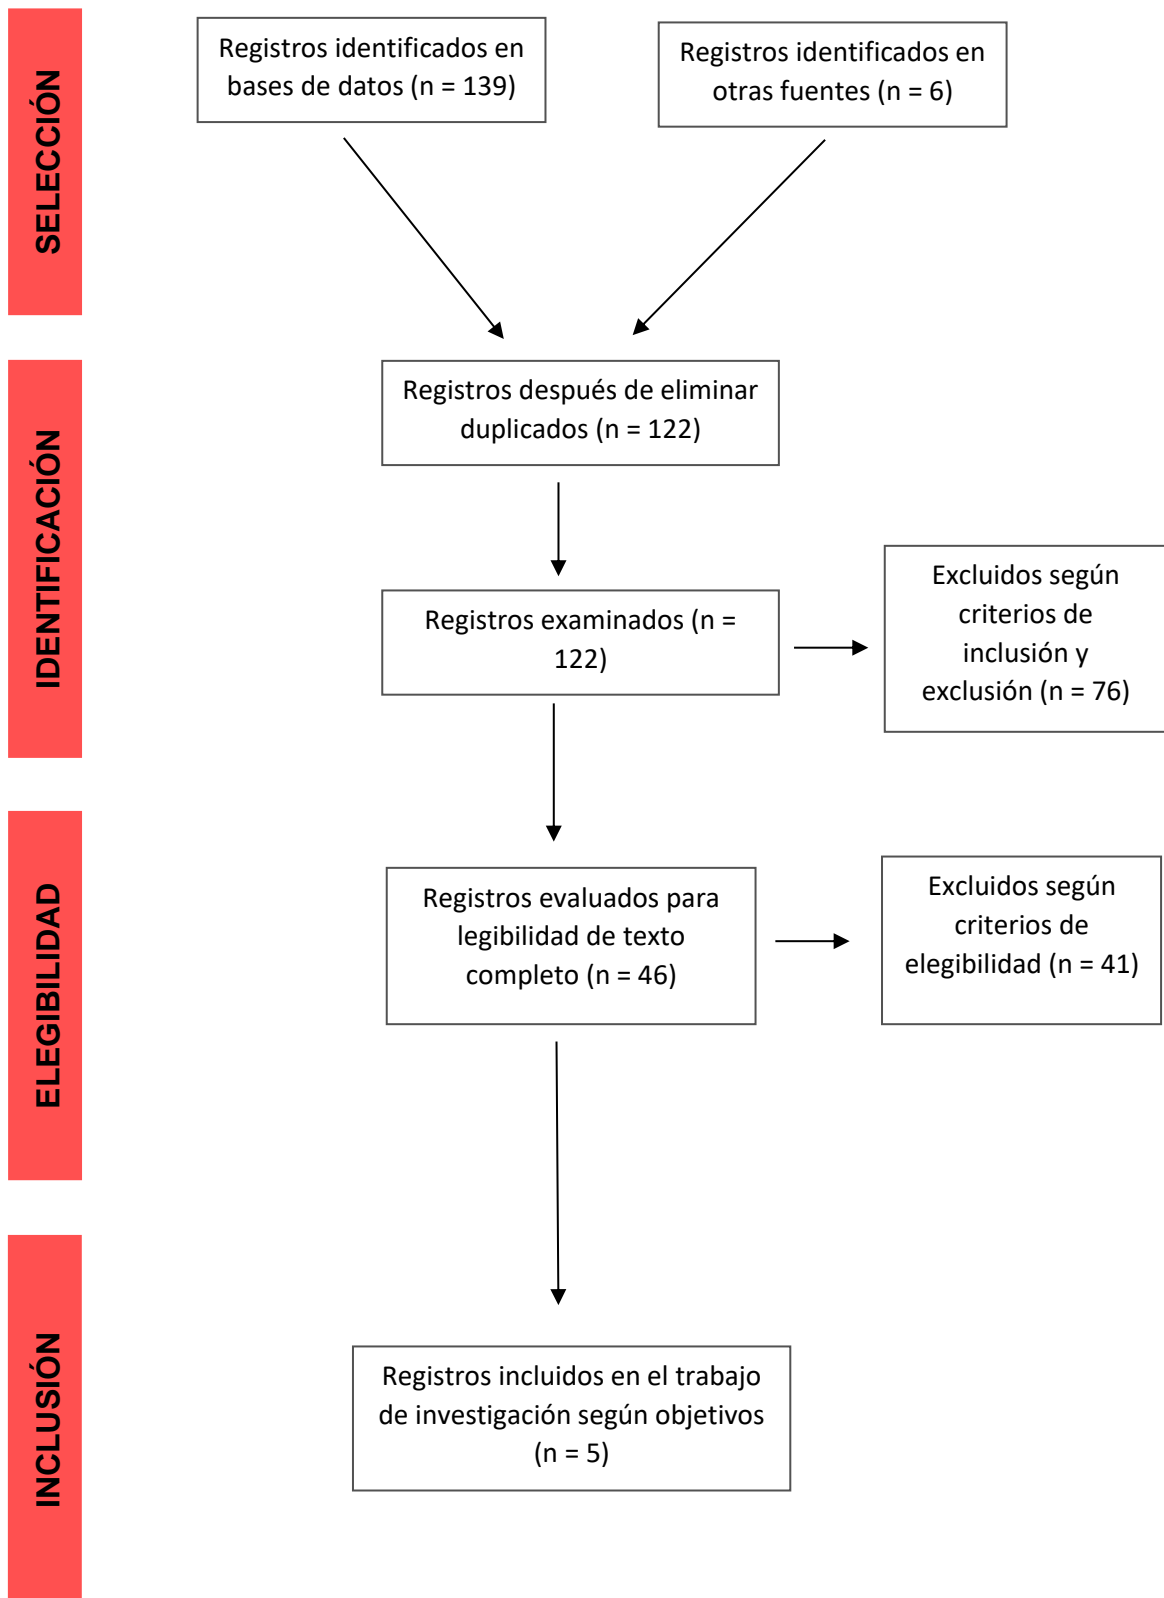 SELECCIÓN
Registros identificados en
bases de datos (n = 139)
Registros identificados en
otras fuentes (n = 6)
IDENTIFICACIÓN
Registros después de eliminar
duplicados (n = 122)
Registros examinados (n =
122)
Excluidos según
criterios de
inclusión y
exclusión (n = 76)
ELEGIBILIDAD
Registros evaluados para
legibilidad de texto
completo (n = 46)
Excluidos según
criterios de
elegibilidad (n = 41)
INCLUSIÓN
Registros incluidos en el trabajo
de investigación según objetivos
(n = 5)